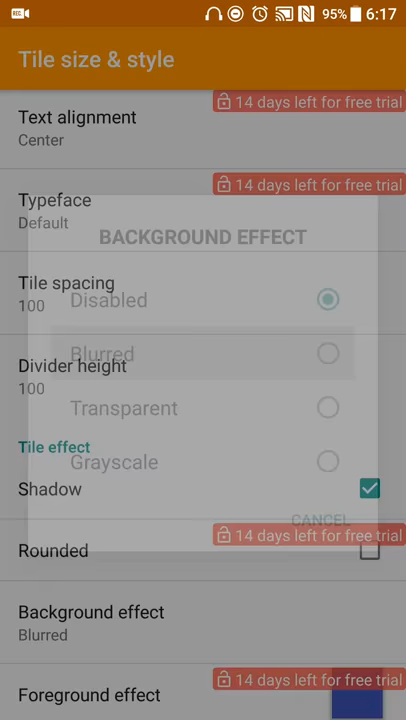 REC
95%
6:17
Tile size & style
14 days left for free trial
Text alignment
Center
14 days left for free trial
Typeface
Default
BACKGROUND EFFECT
Tile spacing
100
Disabled
Blurred
Divider height
100
Transparent
Tile effect
Grayscale
Shadow
CANCEL
14 days left for free trial
Rounded
Background effect
Blurred
14 days left for free trial
Foreground effect